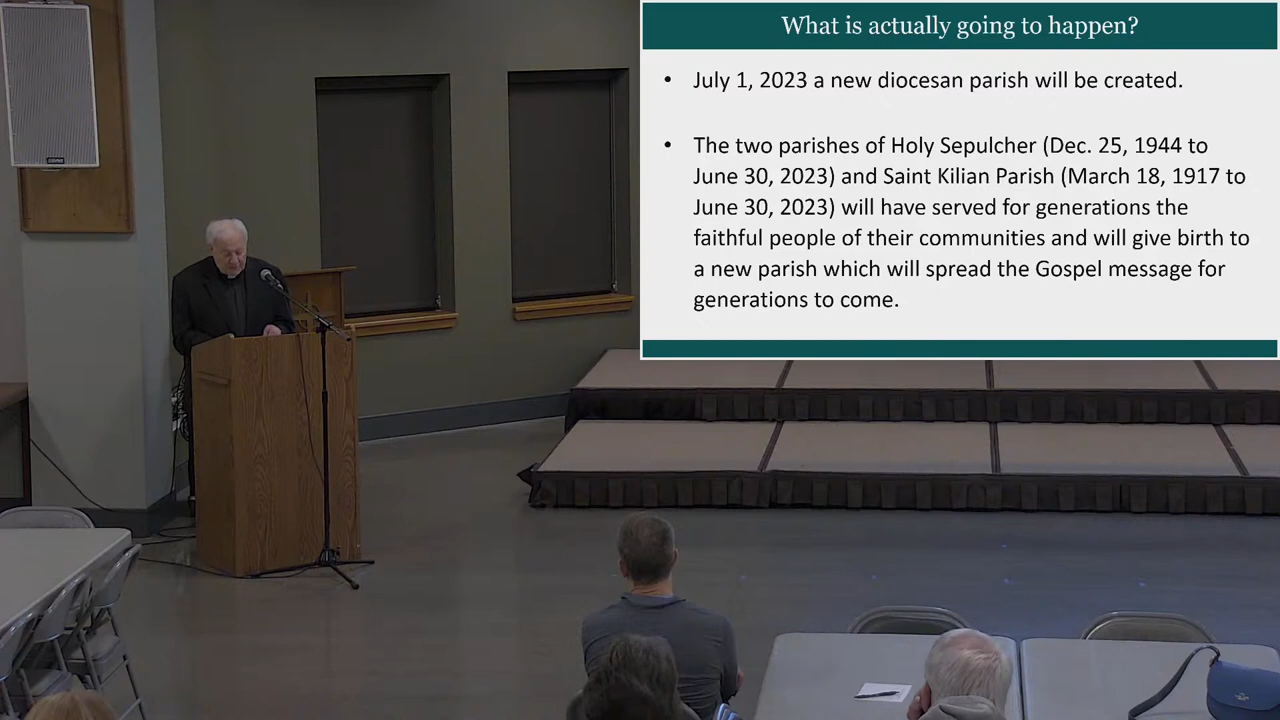 What is actually going to happen?
• July 1, 2023 a new diocesan parish will be created.
• The two parishes of Holy Sepulcher (Dec. 25, 1944 to
June 30, 2023) and Saint Kilian Parish (March 18, 1917 to
June 30, 2023) will have served for generations the
faithful people of their communities and will give birth to
a new parish which will spread the Gospel message for
generations to come.